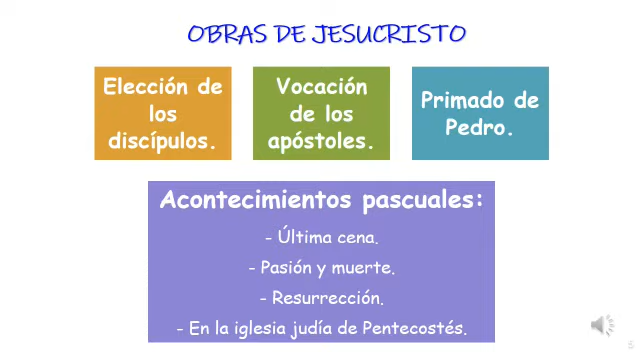 OBRAS DE JESUCRISTO
Elección de
los
discípulos.
Vocación
de los
apóstoles.
Primado de
Pedro.
Acontecimientos pascuales:
- Última cena.
- Pasión y muerte.
- Resurrección.
- En la iglesia judía de Pentecostés.